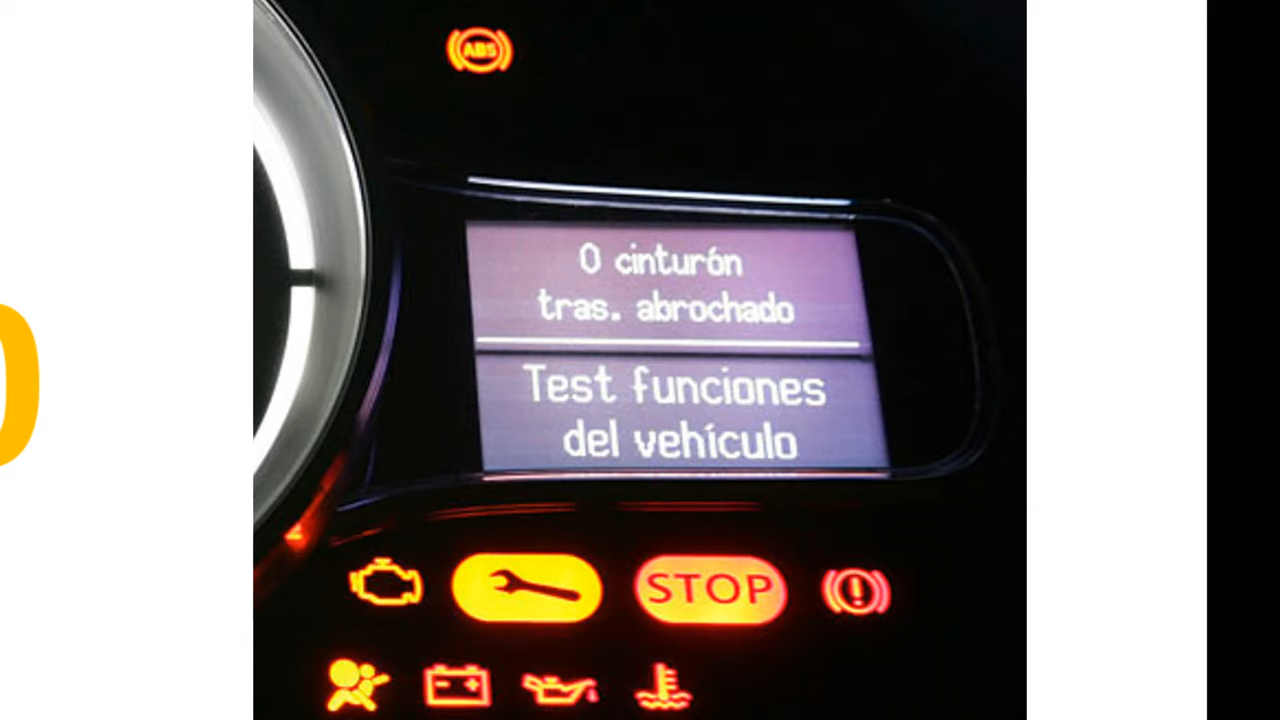 ABS
0 cinturón
tras. abrochado
Test funciones
del vehículo
STOP